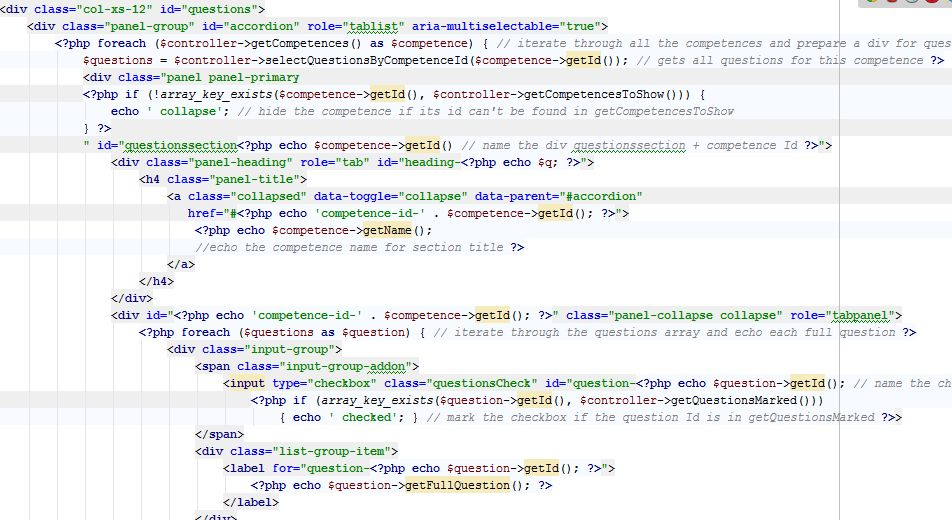 <div class="col-xs-12" id="questions">
<div class="panel-group" id="accordion" role="tablist" aria-multiselectable="true">
<?php foreach ($controller->getCompetences() as $competence) { // iterate through all the competences and prepare a div for ques
$questions = $controller->selectQuestionsByCompetenceId($competence->getId()); // gets all questions for this competence ?>
<div class="panel panel-primary
<?php if (!array_key_exists($competence->getId(), $controller->getCompetencesToShow())) {
echo ' collapse'; // hide the competence if its id can't be found in getCompetencesToShow
} ?>
" id="questionssection<?php echo $competence->getId() // name the div questionssection + competence Id ?>">
<div class="panel-heading" role="tab" id="heading-<?php echo $q; ?>">
<h4 class="panel-title">
<a class="collapsed" data-toggle="collapse" data-parent="#accordion"
href="#<?php echo 'competence-id-' . $competence->getId(); ?>">
<?php echo $competence->getName();
//echo the competence name for section title ?>
</a>
</h4>
</div>
<div id="<?php echo 'competence-id-' . $competence->getId(); ?>" class="panel-collapse collapse" role="tabpanel">
<?php foreach ($questions as $question) { // iterate through the questions array and echo each full question ?>
<div class="input-group">
<span class="input-group-addon">
<input type="checkbox" class="questionsCheck" id="question-<?php echo $question->getId(); // name the ch
<?php if (array_key_exists($question->getId(), $controller->getQuestionsMarked()))
{ echo ' checked'; } // mark the checkbox if the question Id is in getQuestionsMarked ?>>
</span>
<div class="list-group-item">
<label for="question-<?php echo $question->getId(); ?>">
<?php echo $question->getFullQuestion(); ?>
</label>
</div>